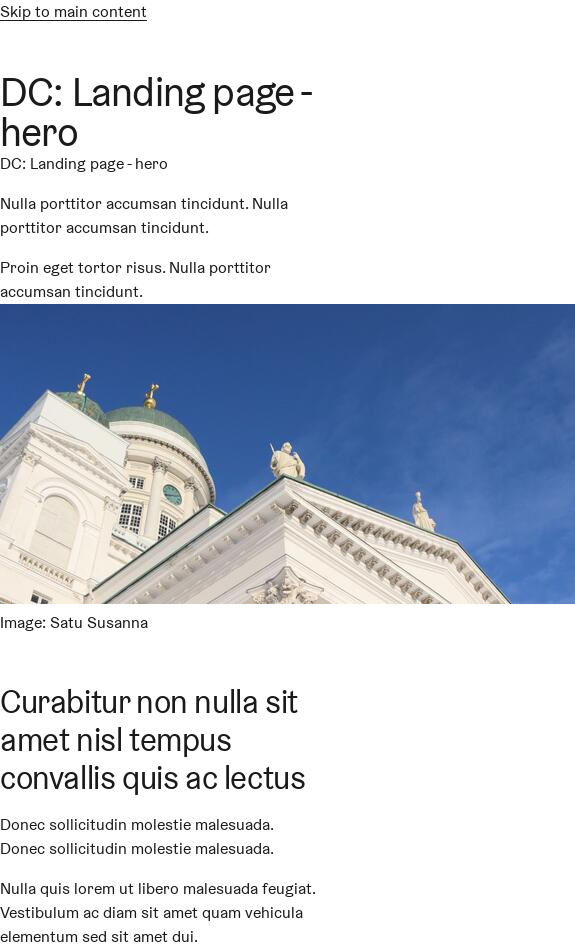 Skip to main content
DC: Landing page - 
hero
DC: Landing page - hero
Nulla porttitor accumsan tincidunt. Nulla
porttitor accumsan tincidunt.
Proin eget tortor risus. Nulla porttitor
accumsan tincidunt.
Image: Satu Susanna
Curabitur non nulla sit
amet nisl tempus
convallis quis ac lectus
Donec sollicitudin molestie malesuada.
Donec sollicitudin molestie malesuada.
Nulla quis lorem ut libero malesuada feugiat.
Vestibulum ac diam sit amet quam vehicula
elementum sed sit amet dui.